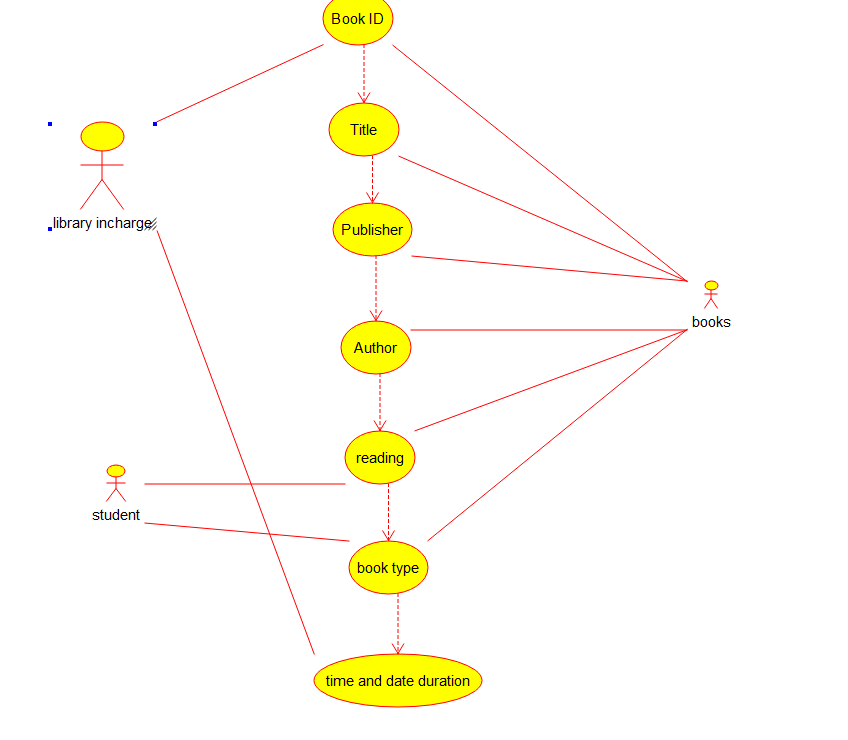 Book ID
Title
library incharge
Publisher
books
Author
reading
student
book type
time and date duration